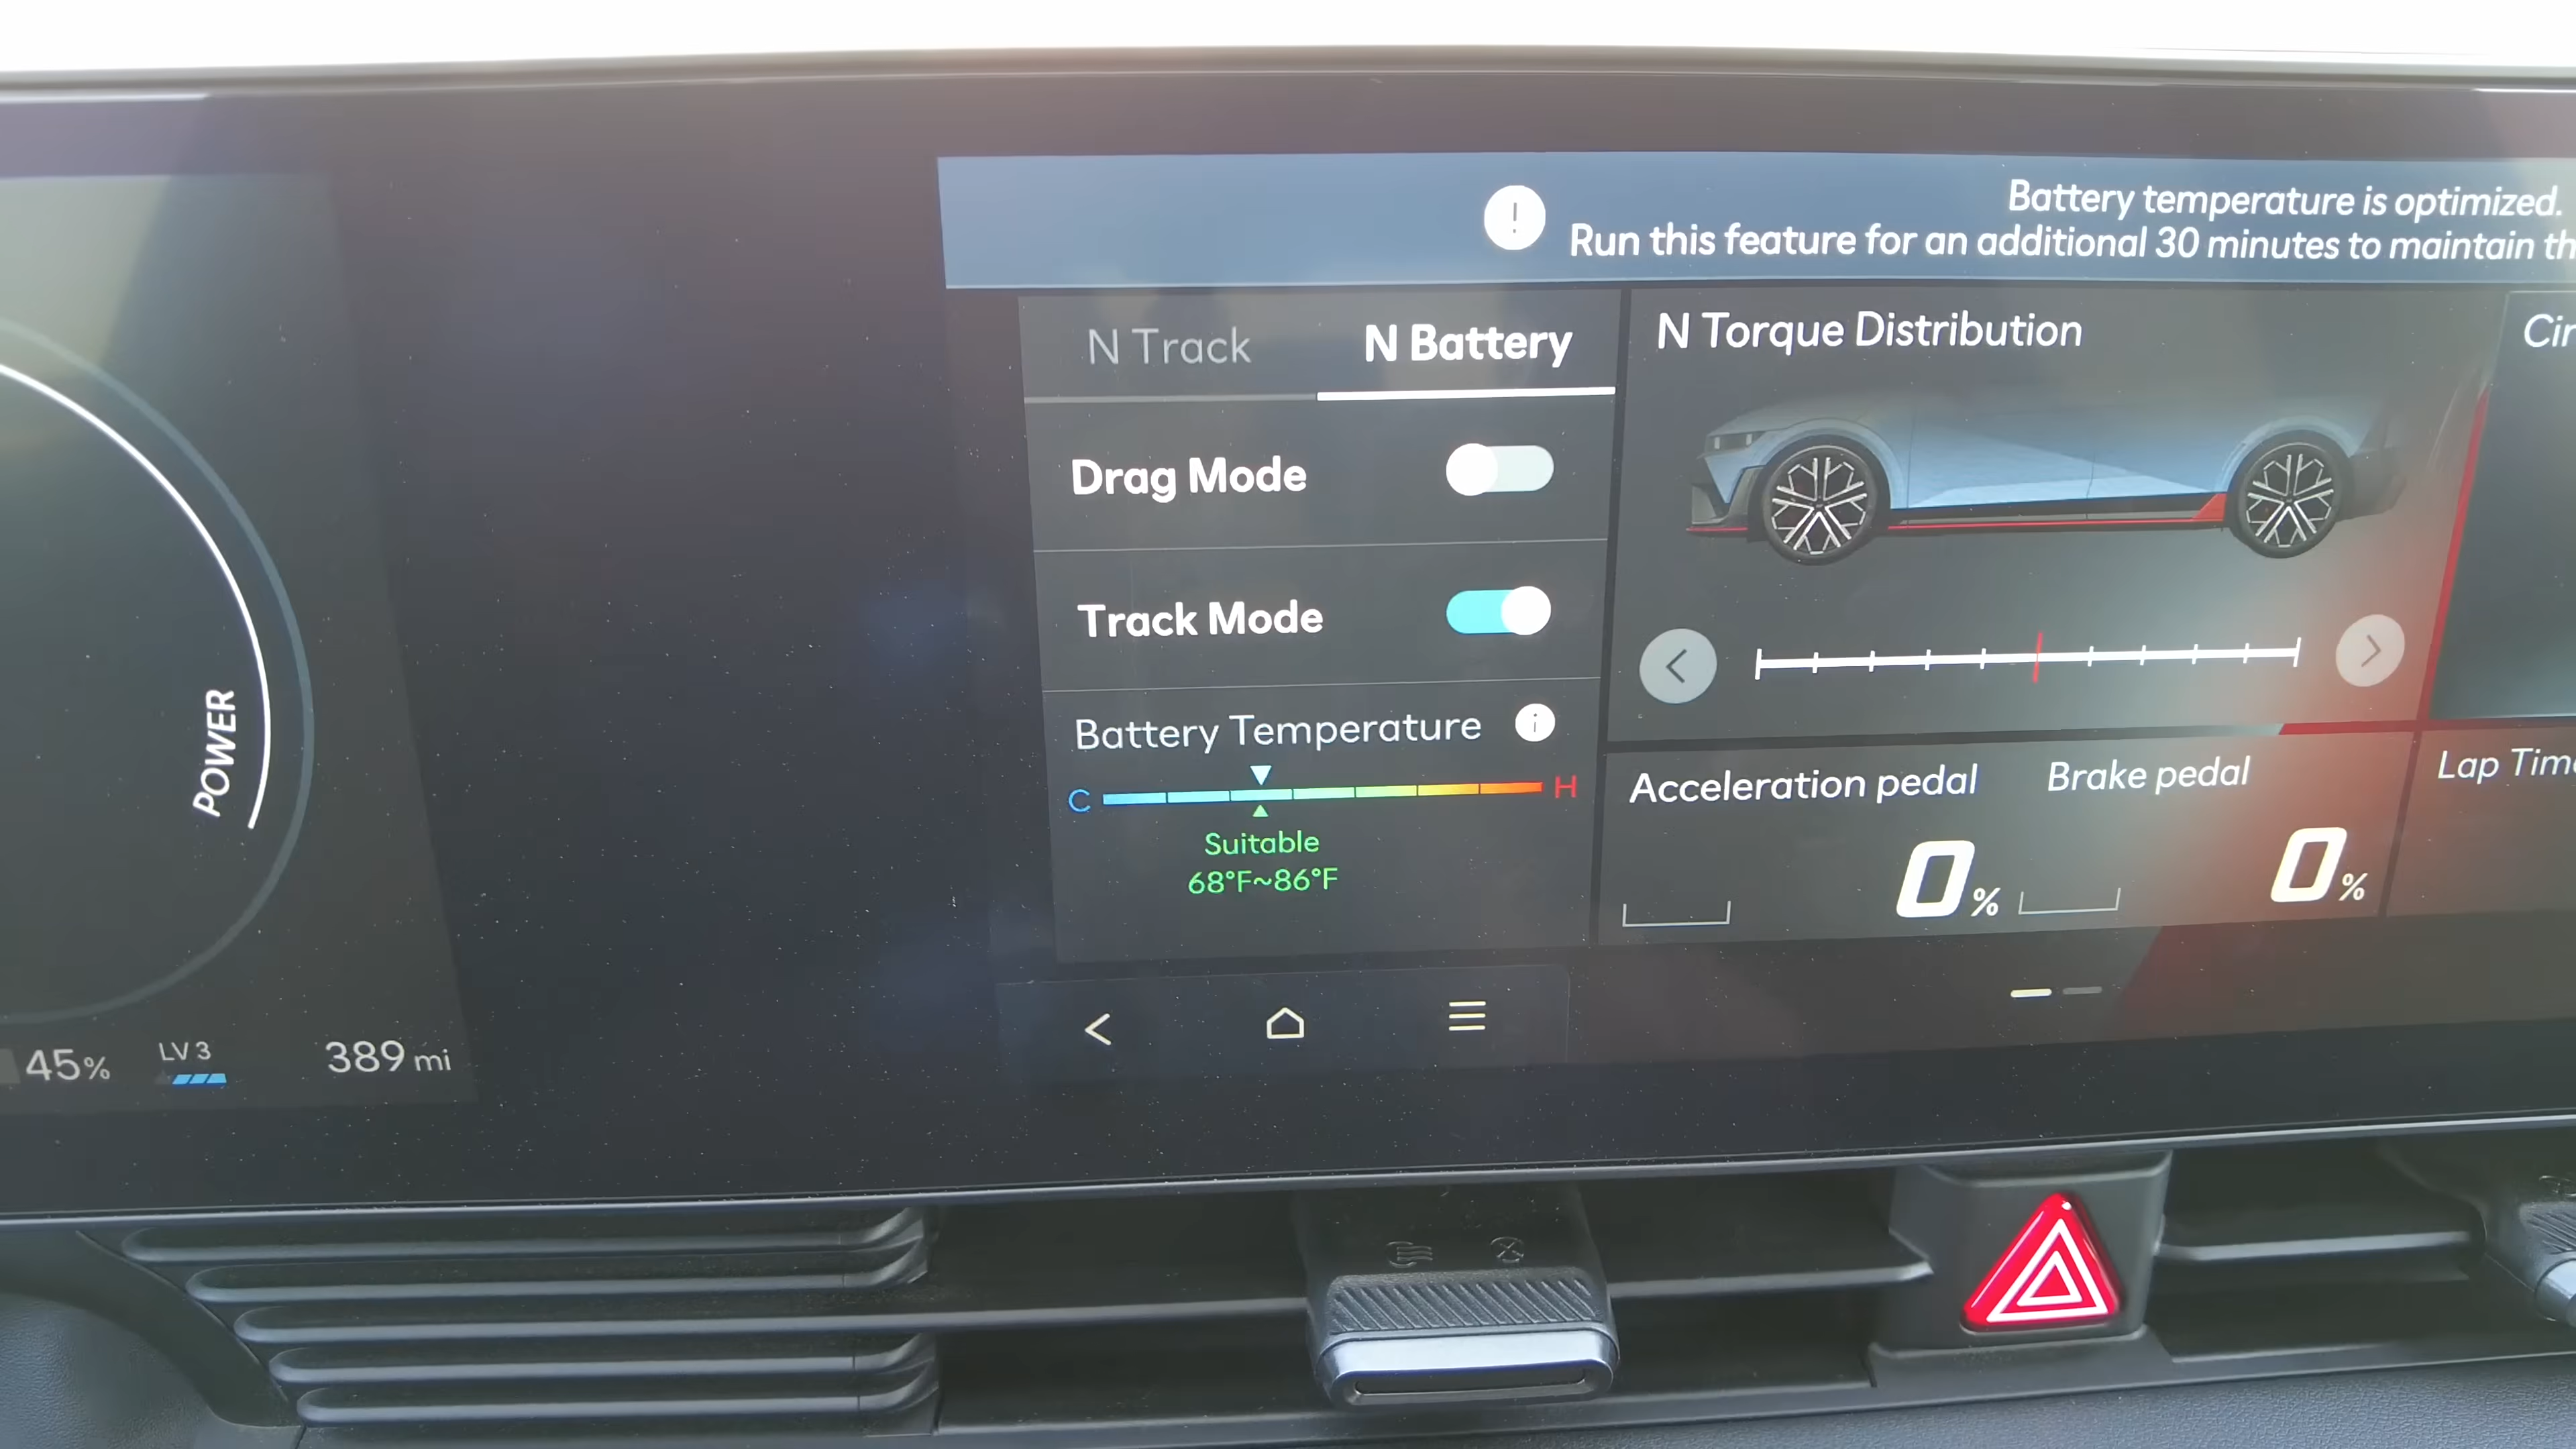 Battery temperature is optimized.
Run this feature for an additional 30 minutes to maintain
N Track
N Battery
N Torque Distribution
Drag Mode
Track Mode
Battery Temperature
C
H
Suitable
68°F~86°F
Acceleration pedal
0%
Brake pedal
0%
Lap
POWER
45%
LV 3
389 mi